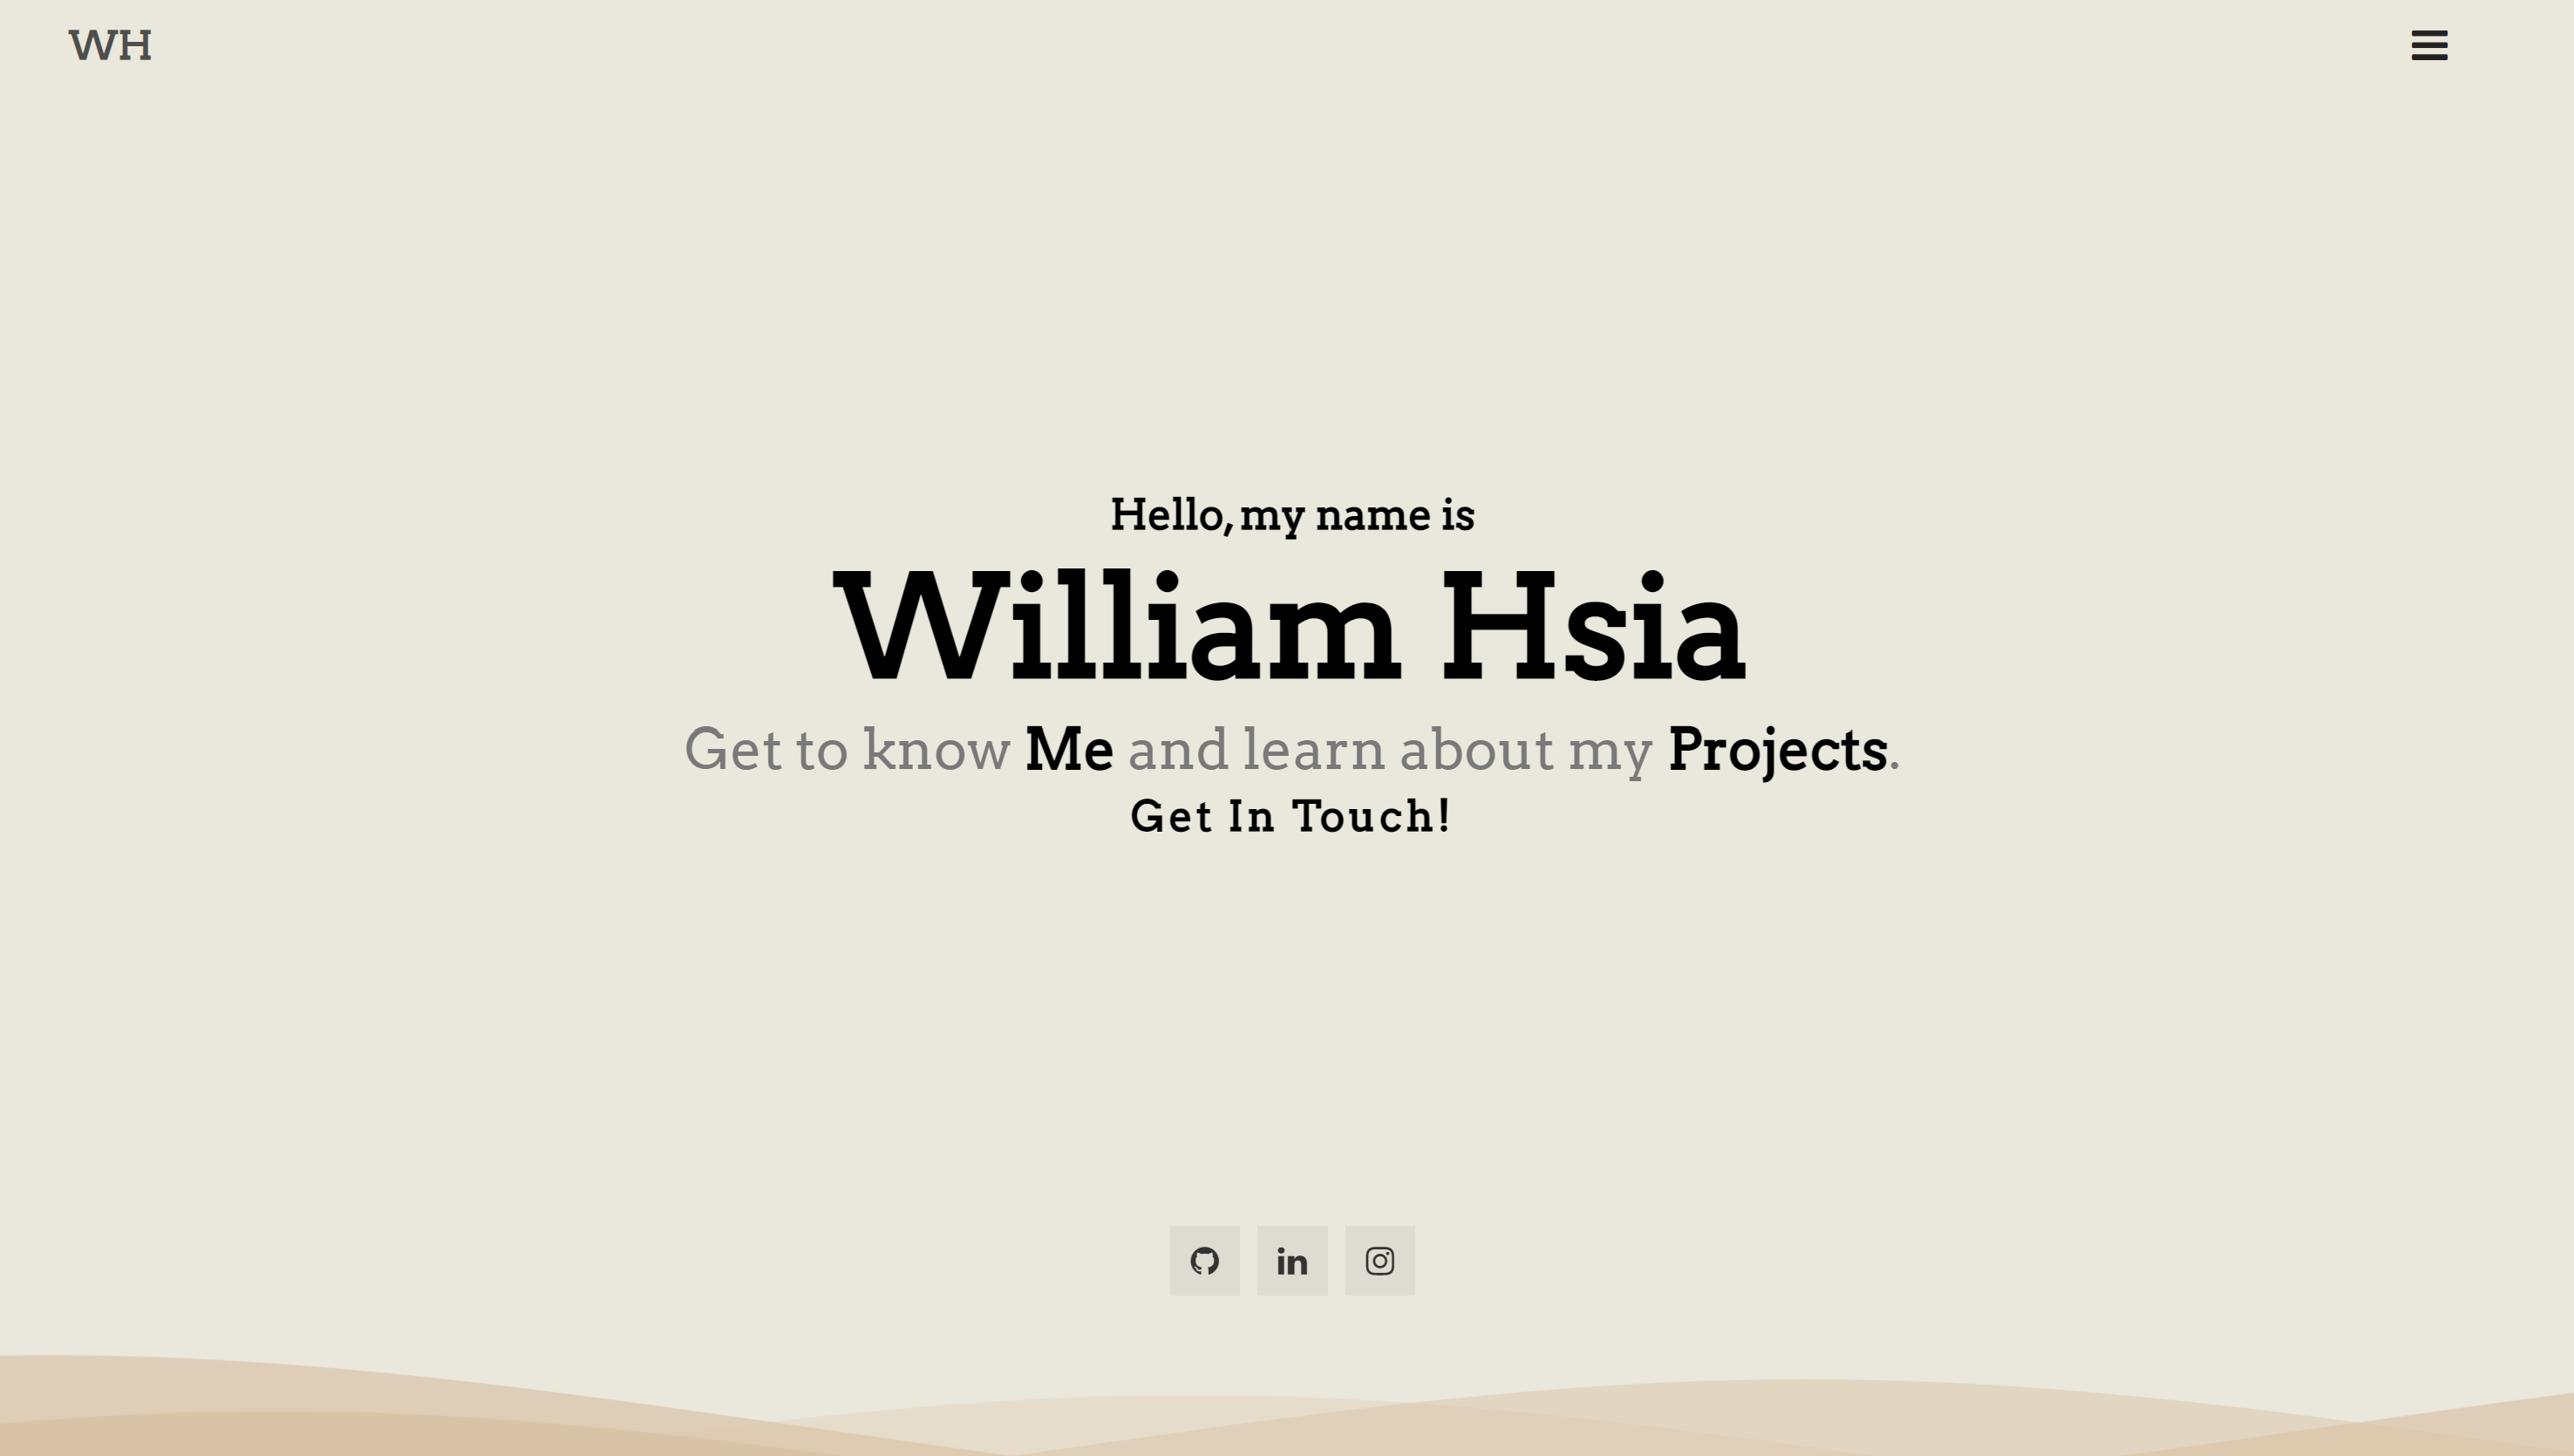 WH
Hello, my name is
William Hsia
Get to know Me and learn about my Projects.
Get In Touch!
in